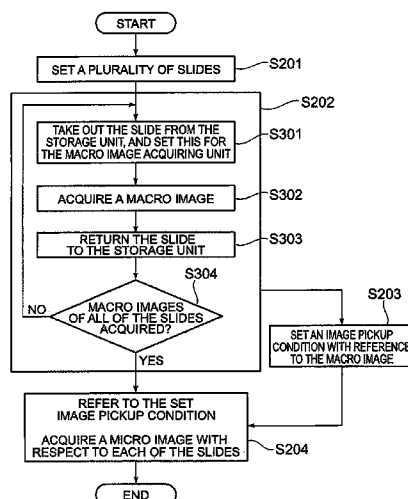 START
SET A PLURALITY OF SLIDES
S201
S202
TAKE OUT THE SLIDE FROM THE
STORAGE UNIT, AND SET THIS FOR
THE MACRO IMAGE ACQUIRING UNIT
S301
ACQUIRE A MACRO IMAGE
S302
RETURN THE SLIDE
TO THE STORAGE UNIT
S303
S304
MACRO IMAGES
OF ALL OF THE SLIDES
ACQUIRED?
NO
YES
S203
SET AN IMAGE PICKUP
CONDITION WITH REFERENCE
TO THE MACRO IMAGE
REFER TO THE SET
IMAGE PICKUP CONDITION
ACQUIRE A MICRO IMAGE WITH
RESPECT TO EACH OF THE SLIDES
S204
END